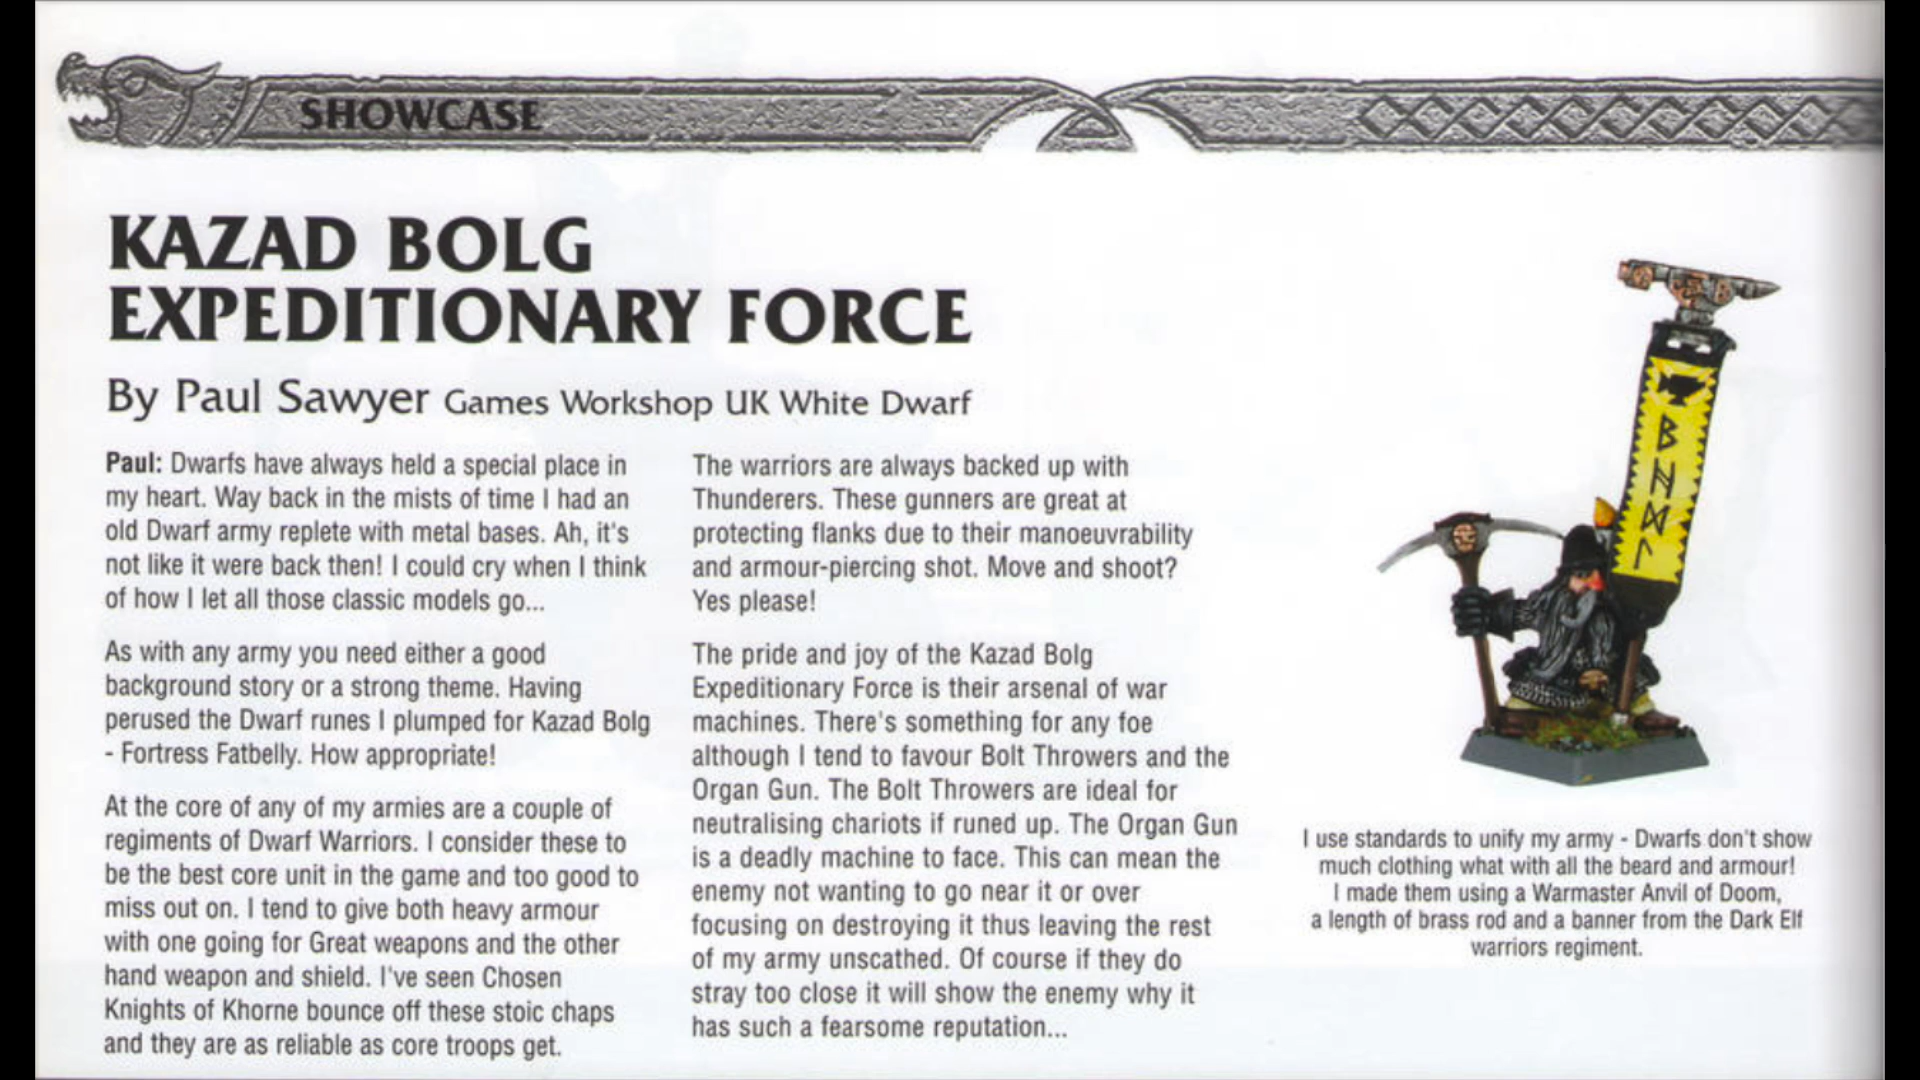 SHOWCASE
KAZAD BOLG
EXPEDITIONARY FORCE
By Paul Sawyer Games Workshop UK White Dwarf
Paul: Dwarfs have always held a special place in
my heart. Way back in the mists of time I had an
old Dwarf army replete with metal bases. Ah, it's
not like it were back then! I could cry when I think
of how I let all those classic models go...
As with any army you need either a good
background story or a strong theme. Having
perused the Dwarf runes I plumped for Kazad Bolg
- Fortress Fatbelly. How appropriate!
At the core of any of my armies are a couple of
regiments of Dwarf Warriors. I consider these to
be the best core unit in the game and too good to
miss out on. I tend to give both heavy armour
with one going for Great weapons and the other
hand weapon and shield. I've seen Chosen
Knights of Khorne bounce off these stoic chaps
and they are as reliable as core troops get.
The warriors are always backed up with
Thunderers. These gunners are great at
protecting flanks due to their manoeuvrability
and armour-piercing shot. Move and shoot?
Yes please!
The pride and joy of the Kazad Bolg
Expeditionary Force is their arsenal of war
machines. There's something for any foe
although I tend to favour Bolt Throwers and the
Organ Gun. The Bolt Throwers are ideal for
neutralising chariots if runed up. The Organ Gun
is a deadly machine to face. This can mean the
enemy not wanting to go near it or over
focusing on destroying it thus leaving the rest
of my army unscathed. Of course if they do
stray too close it will show the enemy why it
has such a fearsome reputation...
I use standards to unify my army - Dwarfs don't show
much clothing what with all the beard and armour!
I made them using a Warmaster Anvil of Doom,
a length of brass rod and a banner from the Dark Elf
warriors regiment.